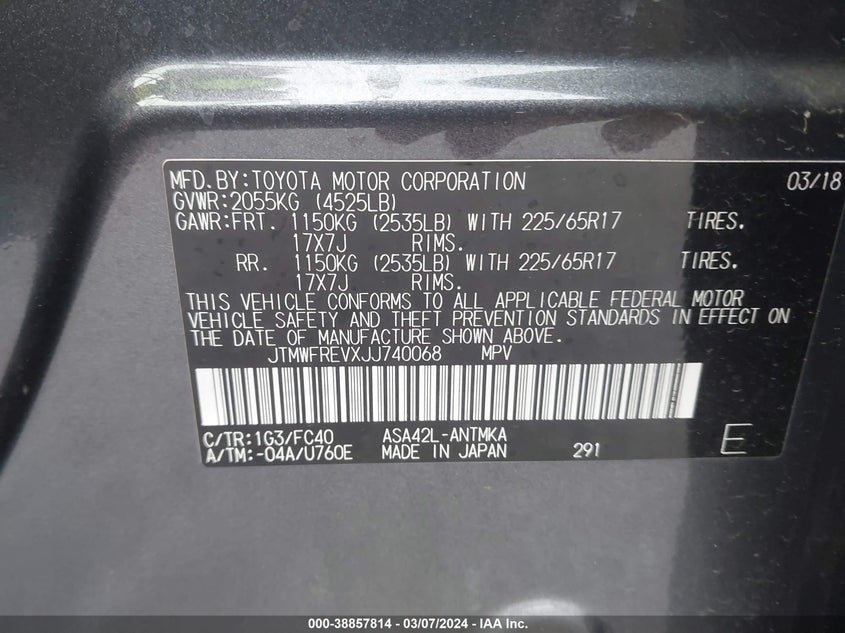 MFD.BY:TOYOTA MOTOR CORPORATION 03/18
GVWR:2055KG (4525LB)
GAWR:FRT. 1150KG (2535LB) WITH 225/65R17 TIRES.
17X7J RIMS.
RR. 1150KG (2535LB) WITH 225/65R17 TIRES.
17X7J RIMS.
THIS VEHICLE CONFORMS TO ALL APPLICABLE FEDERAL MOTOR
VEHICLE SAFETY AND THEFT PREVENTION STANDARDS IN EFFECT ON
THE DATE OF MANUFACTURE SHOWN ABOVE.
JTMWFREVXJJ740068 MPV
C/TR:1G3/FC40 ASA42L-ANTMKA
A/TM:-04A/U760E MADE IN JAPAN 291 E
000-38857814 - 03/07/2024 - IAA Inc.